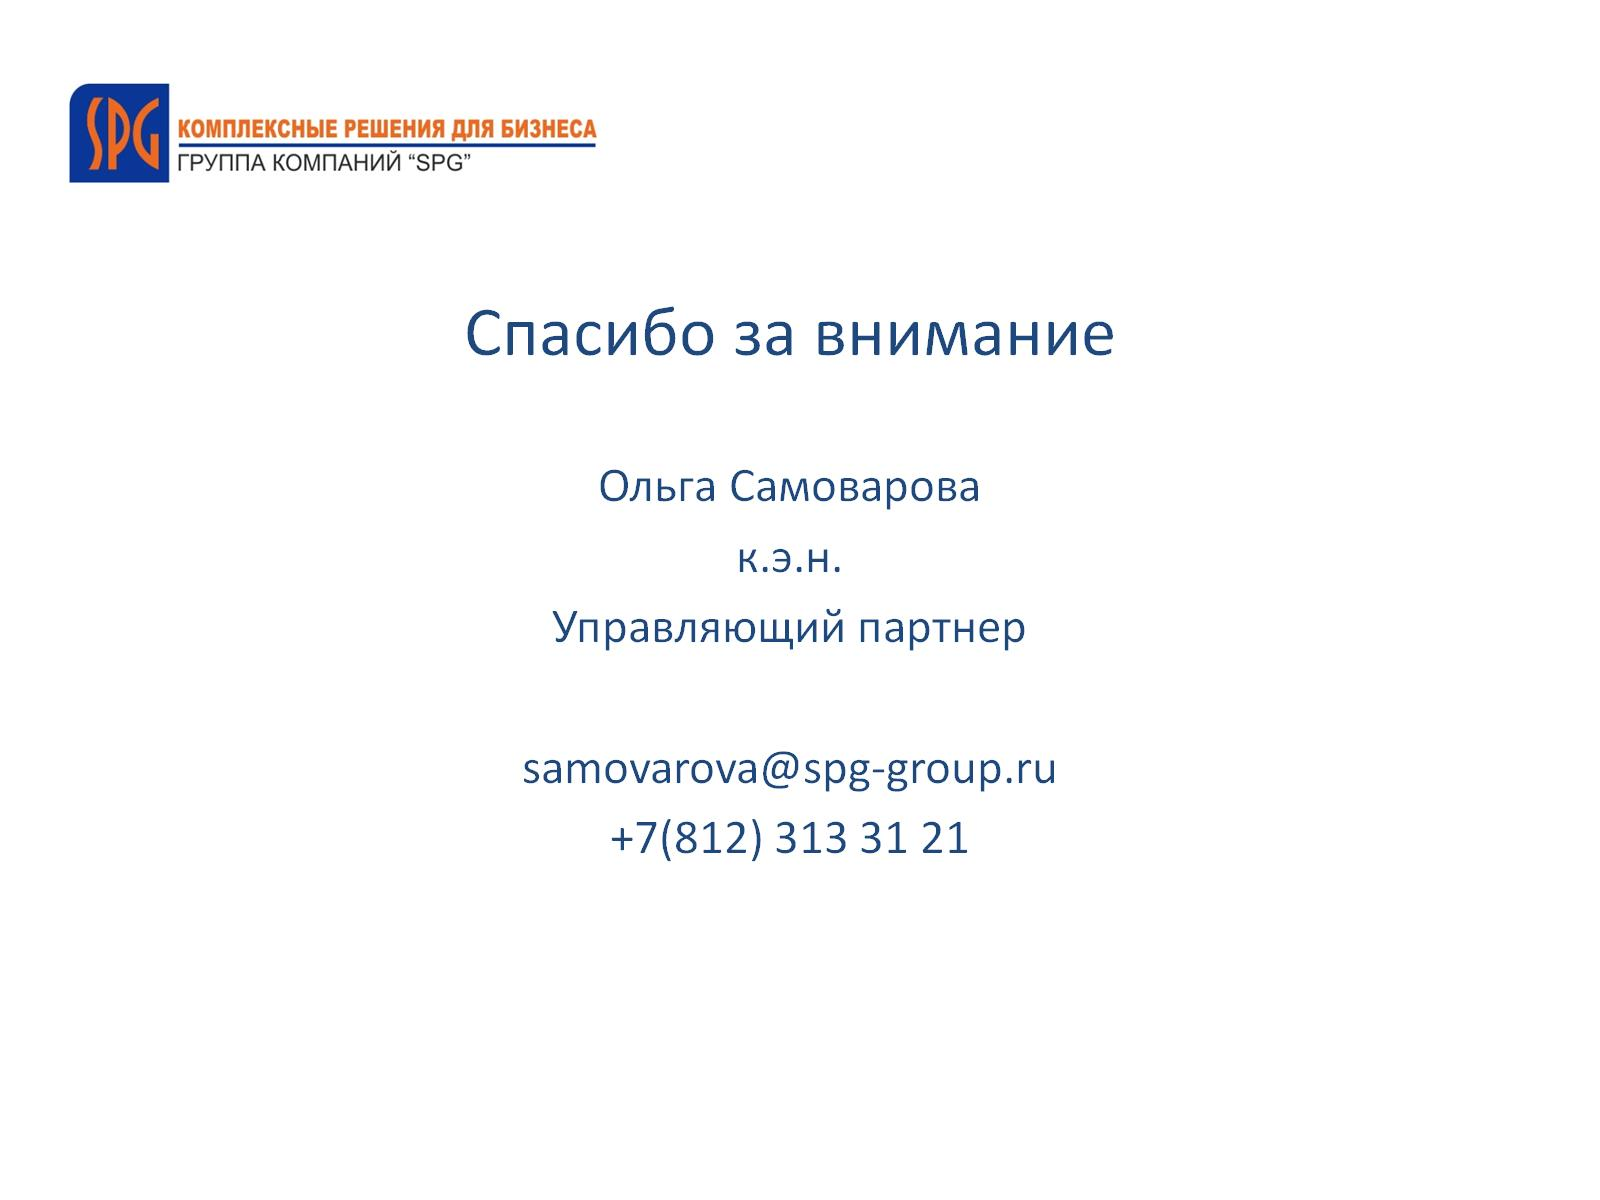 SPG
КОМПЛЕКСНЫЕ РЕШЕНИЯ ДЛЯ БИЗНЕСА
ГРУППА КОМПАНИЙ “SPG”
Спасибо за внимание
Ольга Самоварова
к.э.н.
Управляющий партнер
samovarova@spg-group.ru
+7(812) 313 31 21